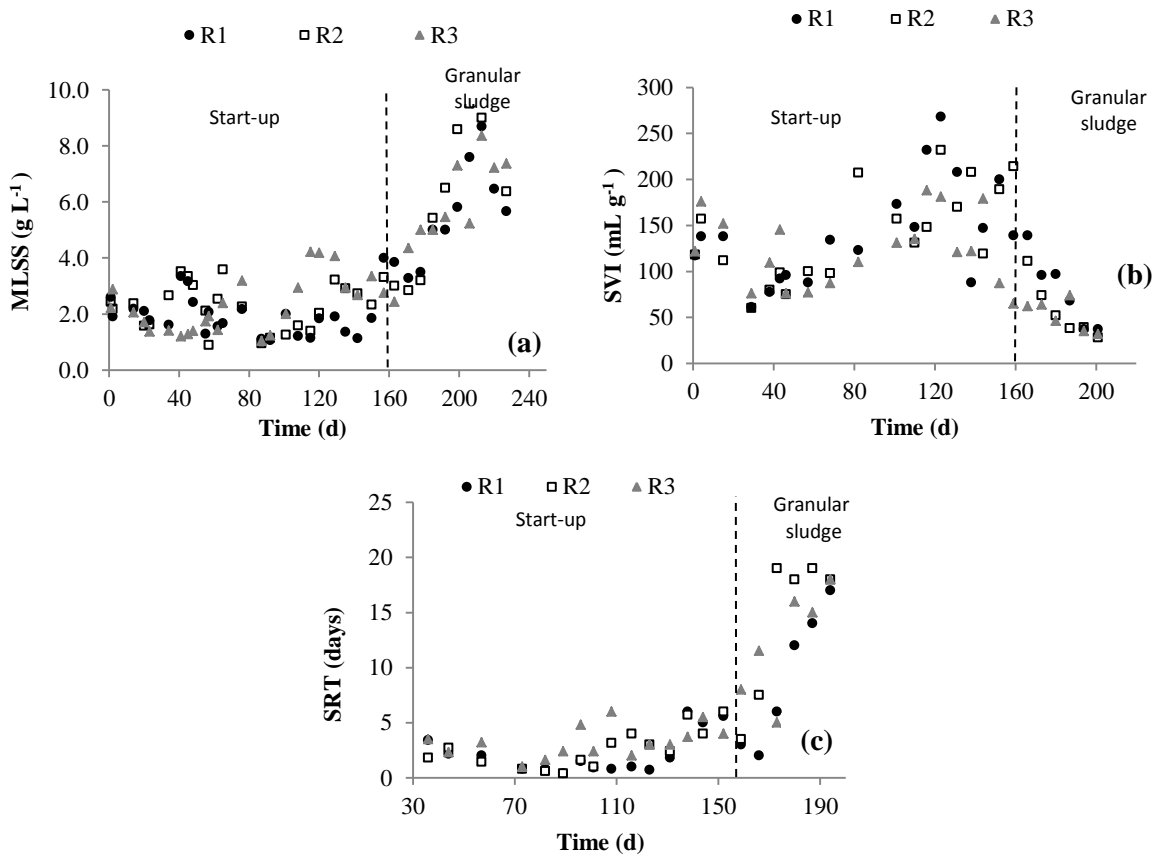 R1 R2 R3
10.0
8.0
6.0
4.0
2.0
0.0
MLSS (g L-1)
Start-up
Granular
sludge
(a)
0 40 80 120 160 200 240
Time (d)
R1 R2 R3
300
250
200
150
100
50
0
SVI (mL g-1)
Start-up
Granular
sludge
(b)
0 40 80 120 160 200
Time (d)
R1 R2 R3
25
20
15
10
5
0
SRT (days)
Start-up
Granular
sludge
(c)
30 70 110 150 190
Time (d)